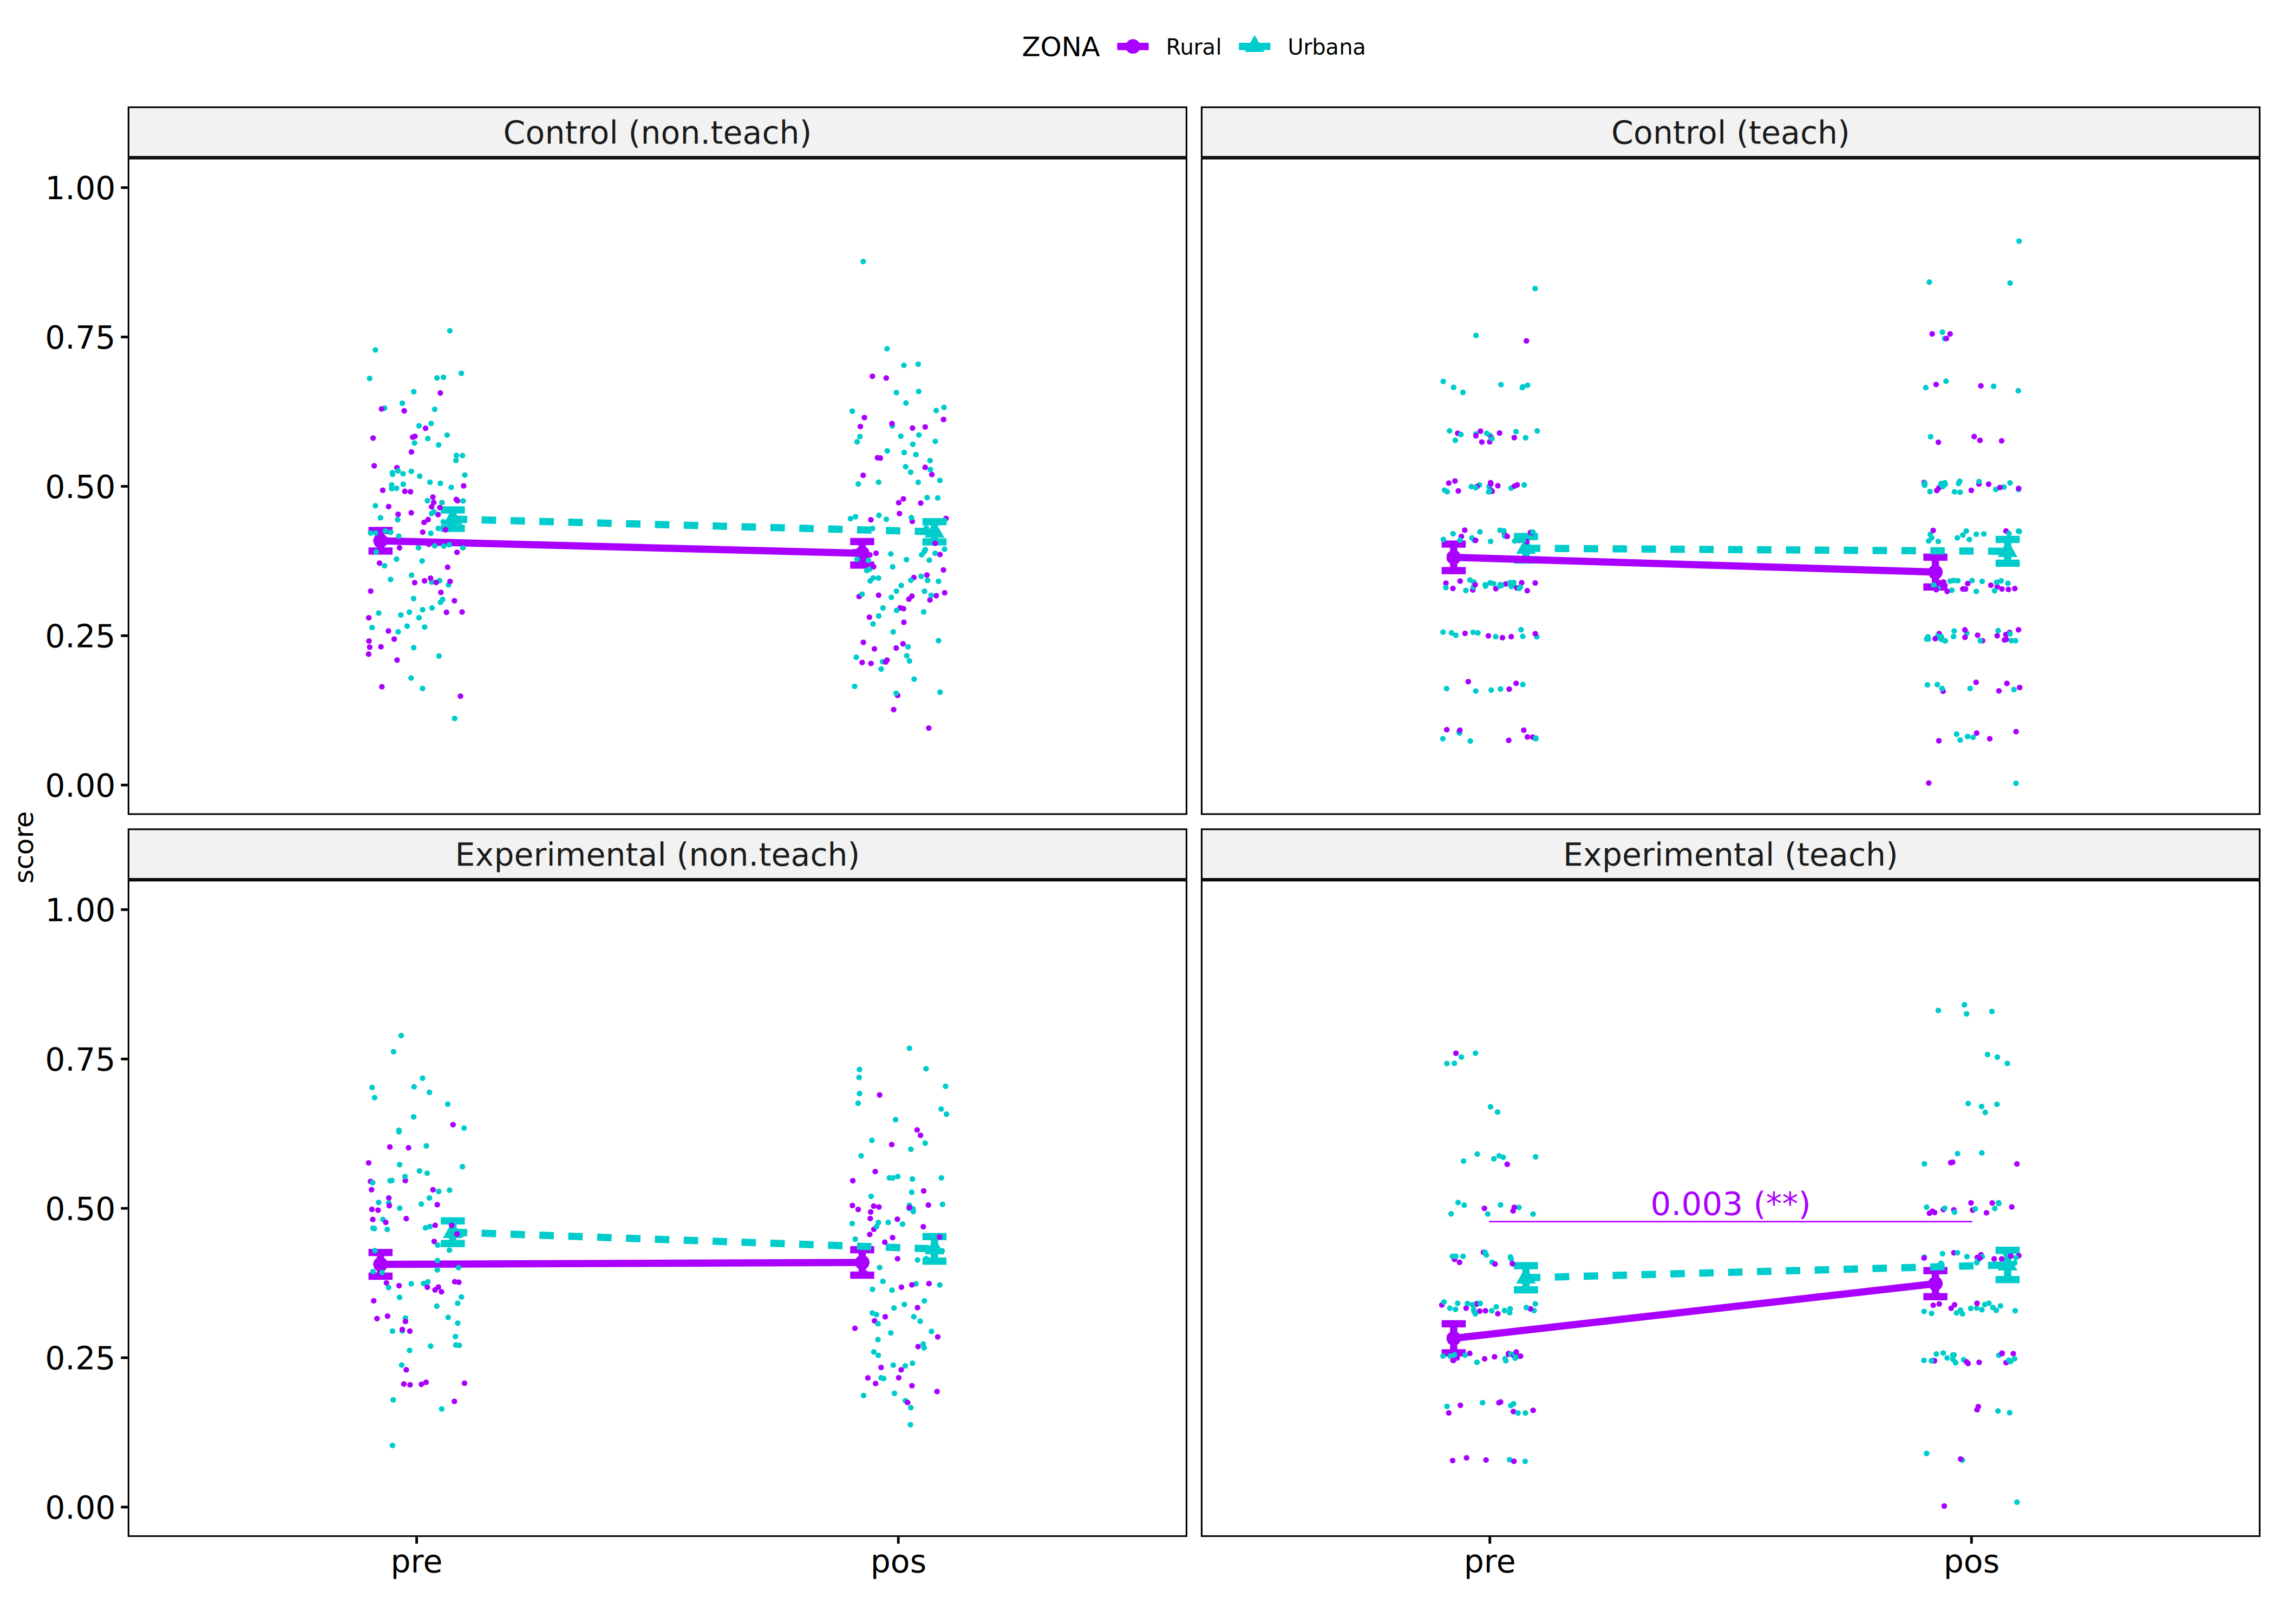 ZONA Rural Urbana
Control (non.teach)
Control (teach)
1.00
0.75
0.50
0.25
0.00
score
Experimental (non.teach)
Experimental (teach)
1.00
0.75
0.50
0.25
0.00
0.003 (**)
pre
pos
pre
pos